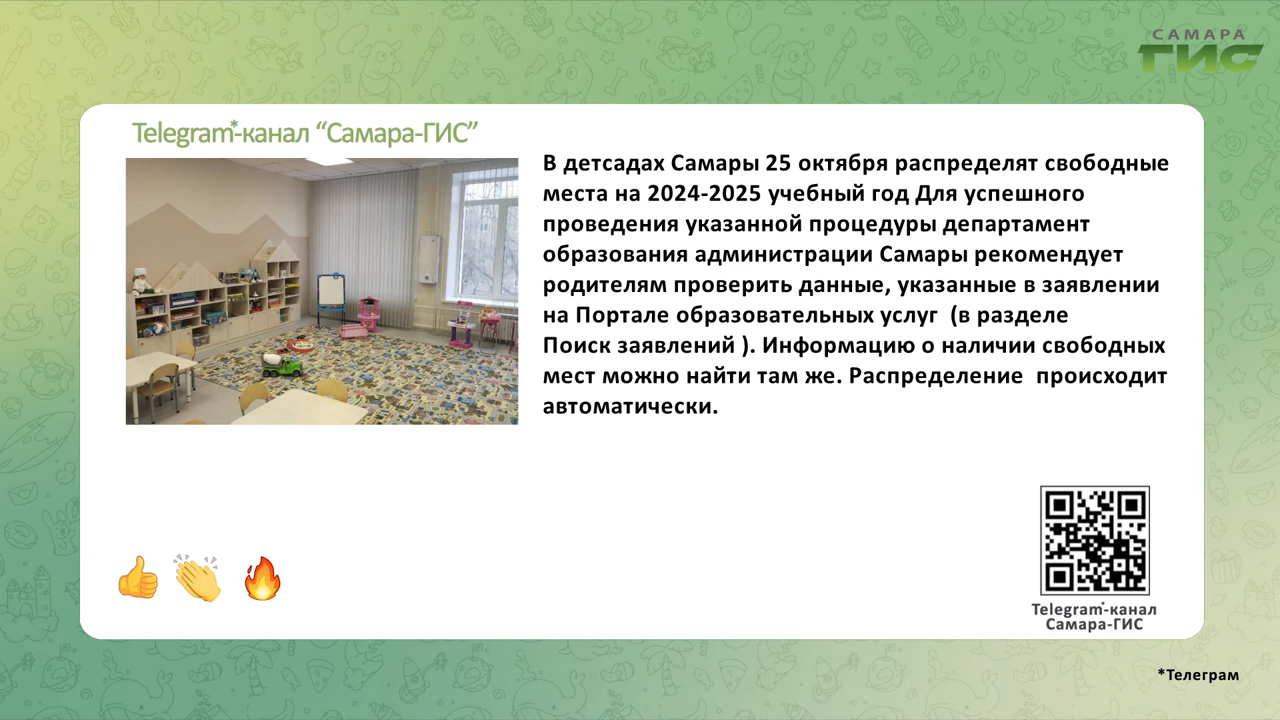 САМАРА
ГИС
Telegram*-канал “Самара-ГИС”
В детсадах Самары 25 октября распределят свободные
места на 2024-2025 учебный год Для успешного
проведения указанной процедуры департамент
образования администрации Самары рекомендует
родителям проверить данные, указанные в заявлении
на Портале образовательных услуг  (в разделе
Поиск заявлений ). Информацию о наличии свободных
мест можно найти там же. Распределение  происходит
автоматически.
Telegram*-канал
Самара-ГИС
*Телеграм